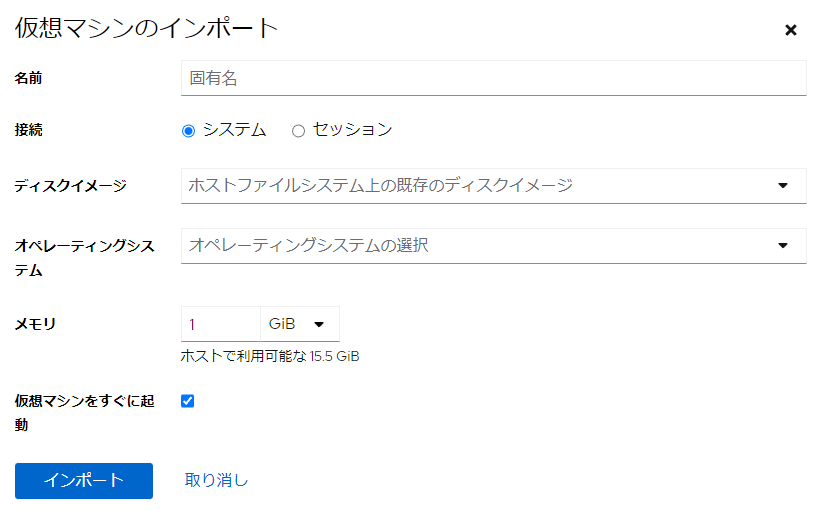 仮想マシンのインポート
名前
固有名
接続
システム
セッション
ディスクイメージ
ホストファイルシステム上の既存のディスクイメージ
オペレーティングシス
テム
オペレーティングシステムの選択
メモリ
1
GiB
ホストで利用可能な 15.5 GiB
仮想マシンをすぐに起
動
インポート
取り消し